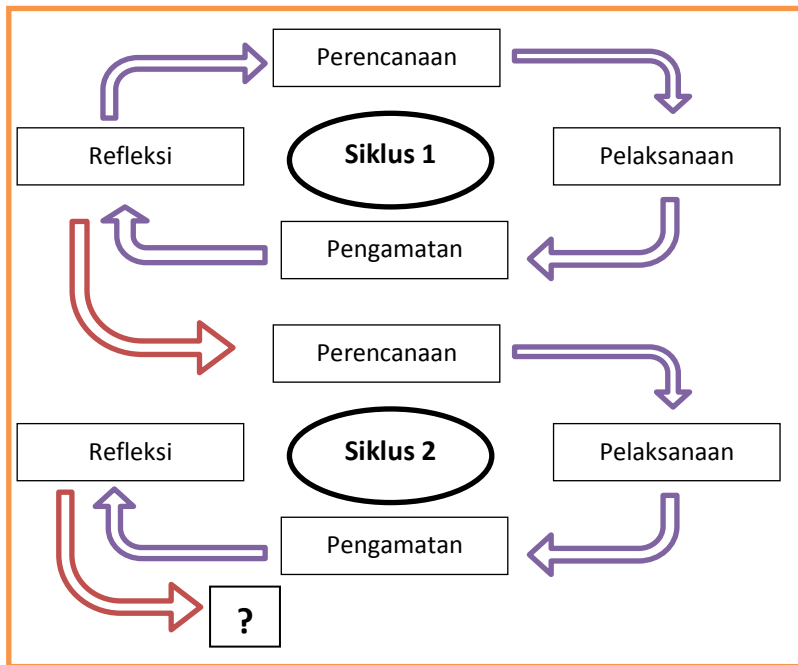 Perencanaan
Refleksi
Siklus 1
Pelaksanaan
Pengamatan
Perencanaan
Refleksi
Siklus 2
Pelaksanaan
Pengamatan
?